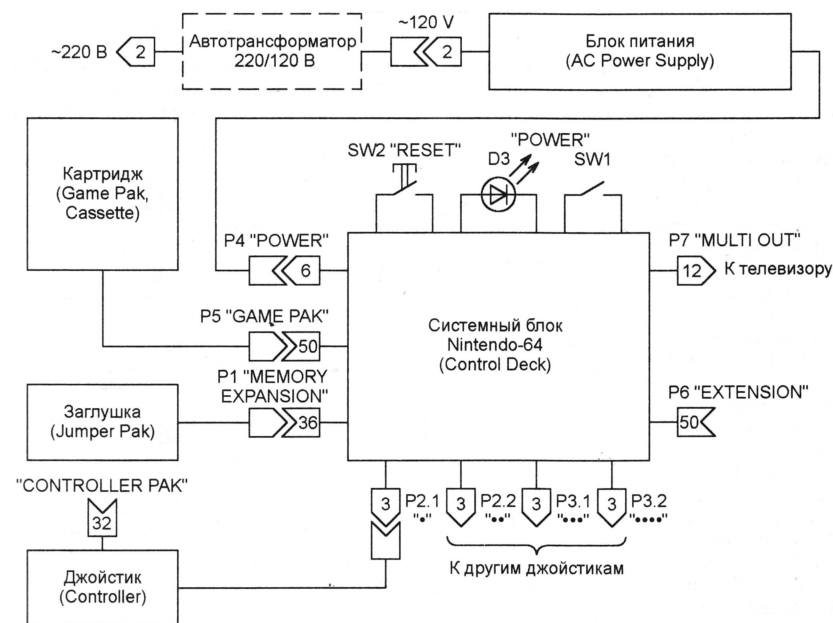 ~220 В
2
Автотрансформатор
220/120 В
~120 V
2
Блок питания
(AC Power Supply)
Картридж
(Game Pak,
Cassette)
SW2 "RESET"
"POWER"
D3
SW1
P4 "POWER"
6
P7 "MULTI OUT"
12
К телевизору
P5 "GAME PAK"
50
Системный блок
Nintendo-64
(Control Deck)
P1 "MEMORY
EXPANSION"
36
Заглушка
(Jumper Pak)
P6 "EXTENSION"
50
"CONTROLLER PAK"
32
3
P2.1
"•"
3
P2.2
"••"
3
P3.1
"•••"
3
P3.2
"••••"
К другим джойстикам
Джойстик
(Controller)